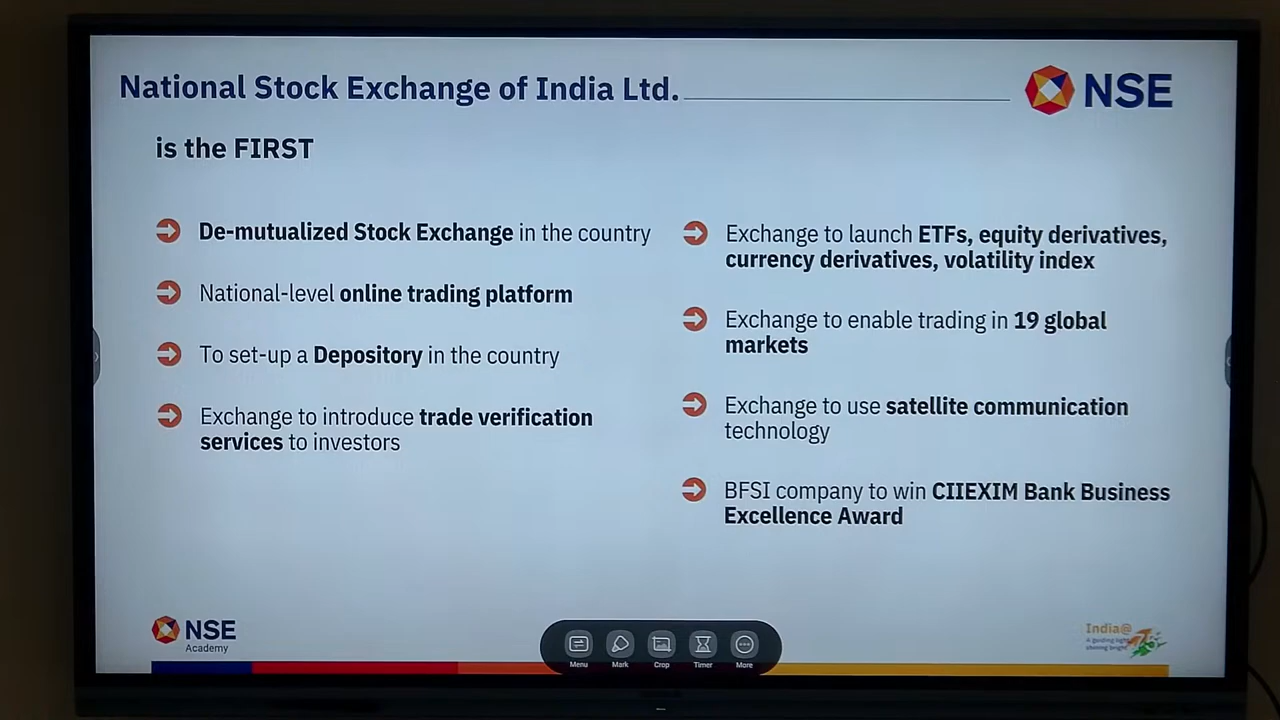 National Stock Exchange of India Ltd.
NSE
is the FIRST
De-mutualized Stock Exchange in the country
National-level online trading platform
To set-up a Depository in the country
Exchange to introduce trade verification
services to investors
Exchange to launch ETFs, equity derivatives,
currency derivatives, volatility index
Exchange to enable trading in 19 global
markets
Exchange to use satellite communication
technology
BFSI company to win CIIEXIM Bank Business
Excellence Award
NSE
Academy
Menu
Mark
Crop
Timer
More
India@
A guiding light
shining bright